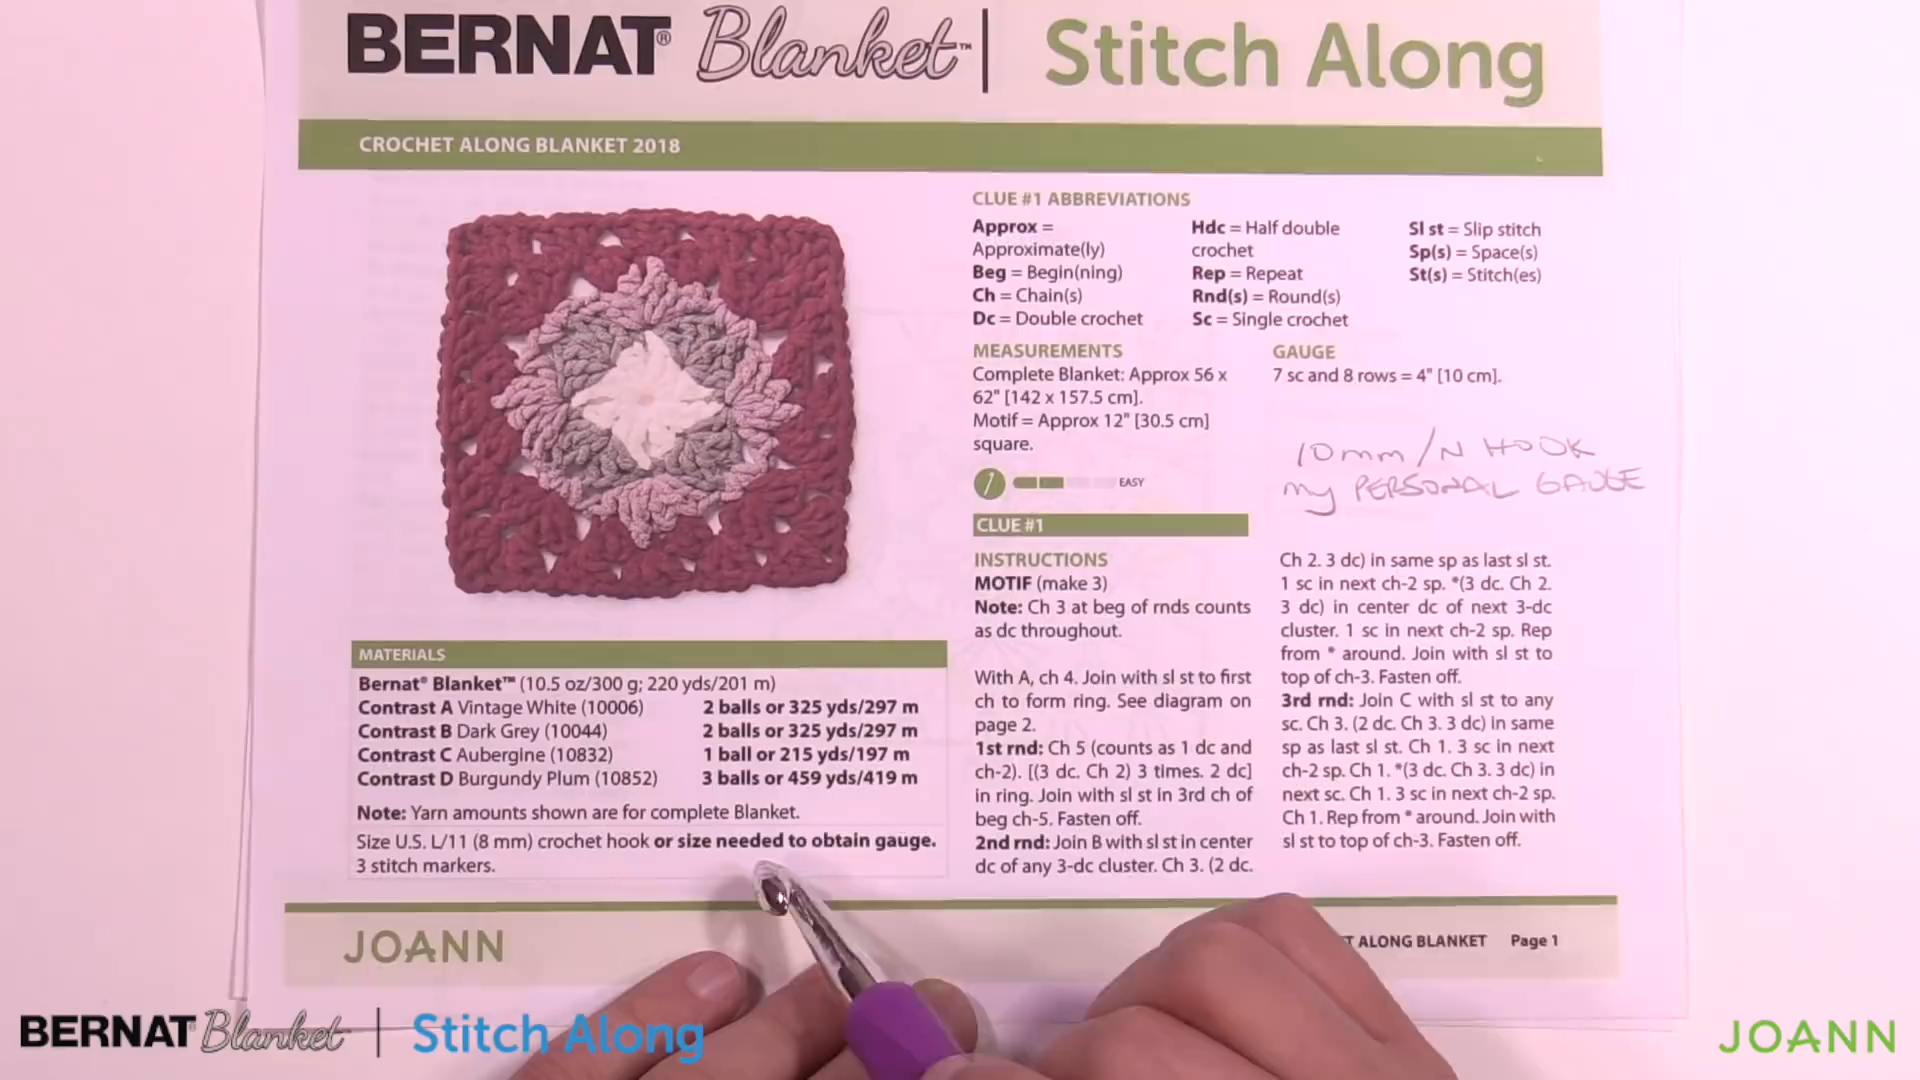 BERNAT® Blanket™ | Stitch Along
CROCHET ALONG BLANKET 2018
MATERIALS
Bernat® Blanket™ (10.5 oz/300 g; 220 yds/201 m)
Contrast A Vintage White (10006) 2 balls or 325 yds/297 m
Contrast B Dark Grey (10044) 2 balls or 325 yds/297 m
Contrast C Aubergine (10832) 1 ball or 215 yds/197 m
Contrast D Burgundy Plum (10852) 3 balls or 459 yds/419 m
Note: Yarn amounts shown are for complete Blanket.
Size U.S. L/11 (8 mm) crochet hook or size needed to obtain gauge.
3 stitch markers.
CLUE #1 ABBREVIATIONS
Approx =
Approximate(ly)
Beg = Begin(ning)
Ch = Chain(s)
Dc = Double crochet
Hdc = Half double
crochet
Rep = Repeat
Rnd(s) = Round(s)
Sc = Single crochet
Sl st = Slip stitch
Sp(s) = Space(s)
St(s) = Stitch(es)
MEASUREMENTS
Complete Blanket: Approx 56 x
62" [142 x 157.5 cm].
Motif = Approx 12" [30.5 cm]
square.
GAUGE
7 sc and 8 rows = 4" [10 cm].
10mm/N HOOK
my PERSONAL GAUGE
EASY
CLUE #1
INSTRUCTIONS
MOTIF (make 3)
Note: Ch 3 at beg of rnds counts
as dc throughout.
With A, ch 4. Join with sl st to first
ch to form ring. See diagram on
page 2.
1st rnd: Ch 5 (counts as 1 dc and
ch-2). [(3 dc. Ch 2) 3 times. 2 dc]
in ring. Join with sl st in 3rd ch of
beg ch-5. Fasten off.
2nd rnd: Join B with sl st in center
dc of any 3-dc cluster. Ch 3. (2 dc.
Ch 2. 3 dc) in same sp as last sl st.
1 sc in next ch-2 sp. *(3 dc. Ch 2.
3 dc) in center dc of next 3-dc
cluster. 1 sc in next ch-2 sp. Rep
from * around. Join with sl st to
top of ch-3. Fasten off.
3rd rnd: Join C with sl st to any
sc. Ch 3. (2 dc. Ch 3. 3 dc) in same
sp as last sl st. Ch 1. 3 sc in next
ch-2 sp. Ch 1. *(3 dc. Ch 3. 3 dc) in
next sc. Ch 1. 3 sc in next ch-2 sp.
Ch 1. Rep from * around. Join with
sl st to top of ch-3. Fasten off.
JOANN
ALONG BLANKET Page 1
BERNAT Blanket | Stitch Along
JOANN